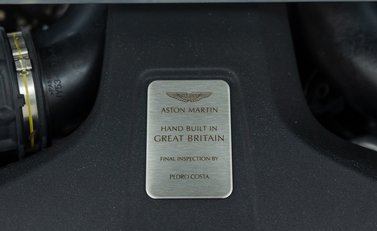 ASTON MARTIN
HAND BUILT IN
GREAT BRITAIN
FINAL INSPECTION BY
PEDRO COSTA